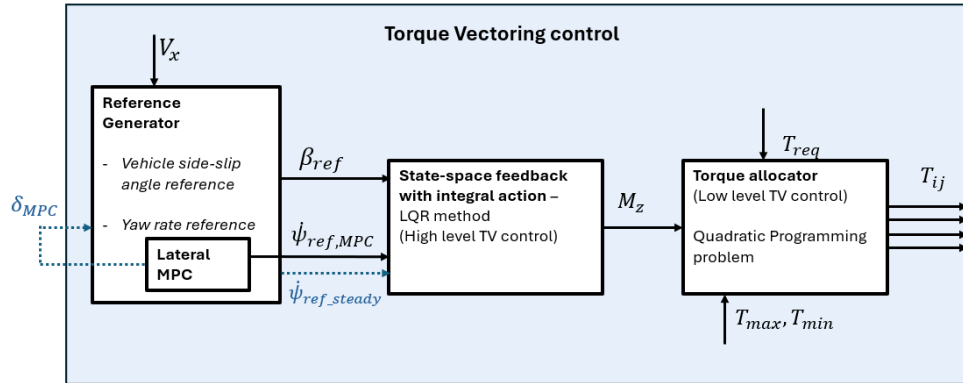 Torque Vectoring control
V_x
Reference
Generator
- Vehicle side-slip
angle reference
- Yaw rate reference
Lateral
MPC
δ_MPC
β_ref
ψ̇_ref,MPC
ψ̇_ref_steady
State-space feedback
with integral action –
LQR method
(High level TV control)
M_z
T_req
Torque allocator
(Low level TV control)
Quadratic Programming
problem
T_max, T_min
T_ij